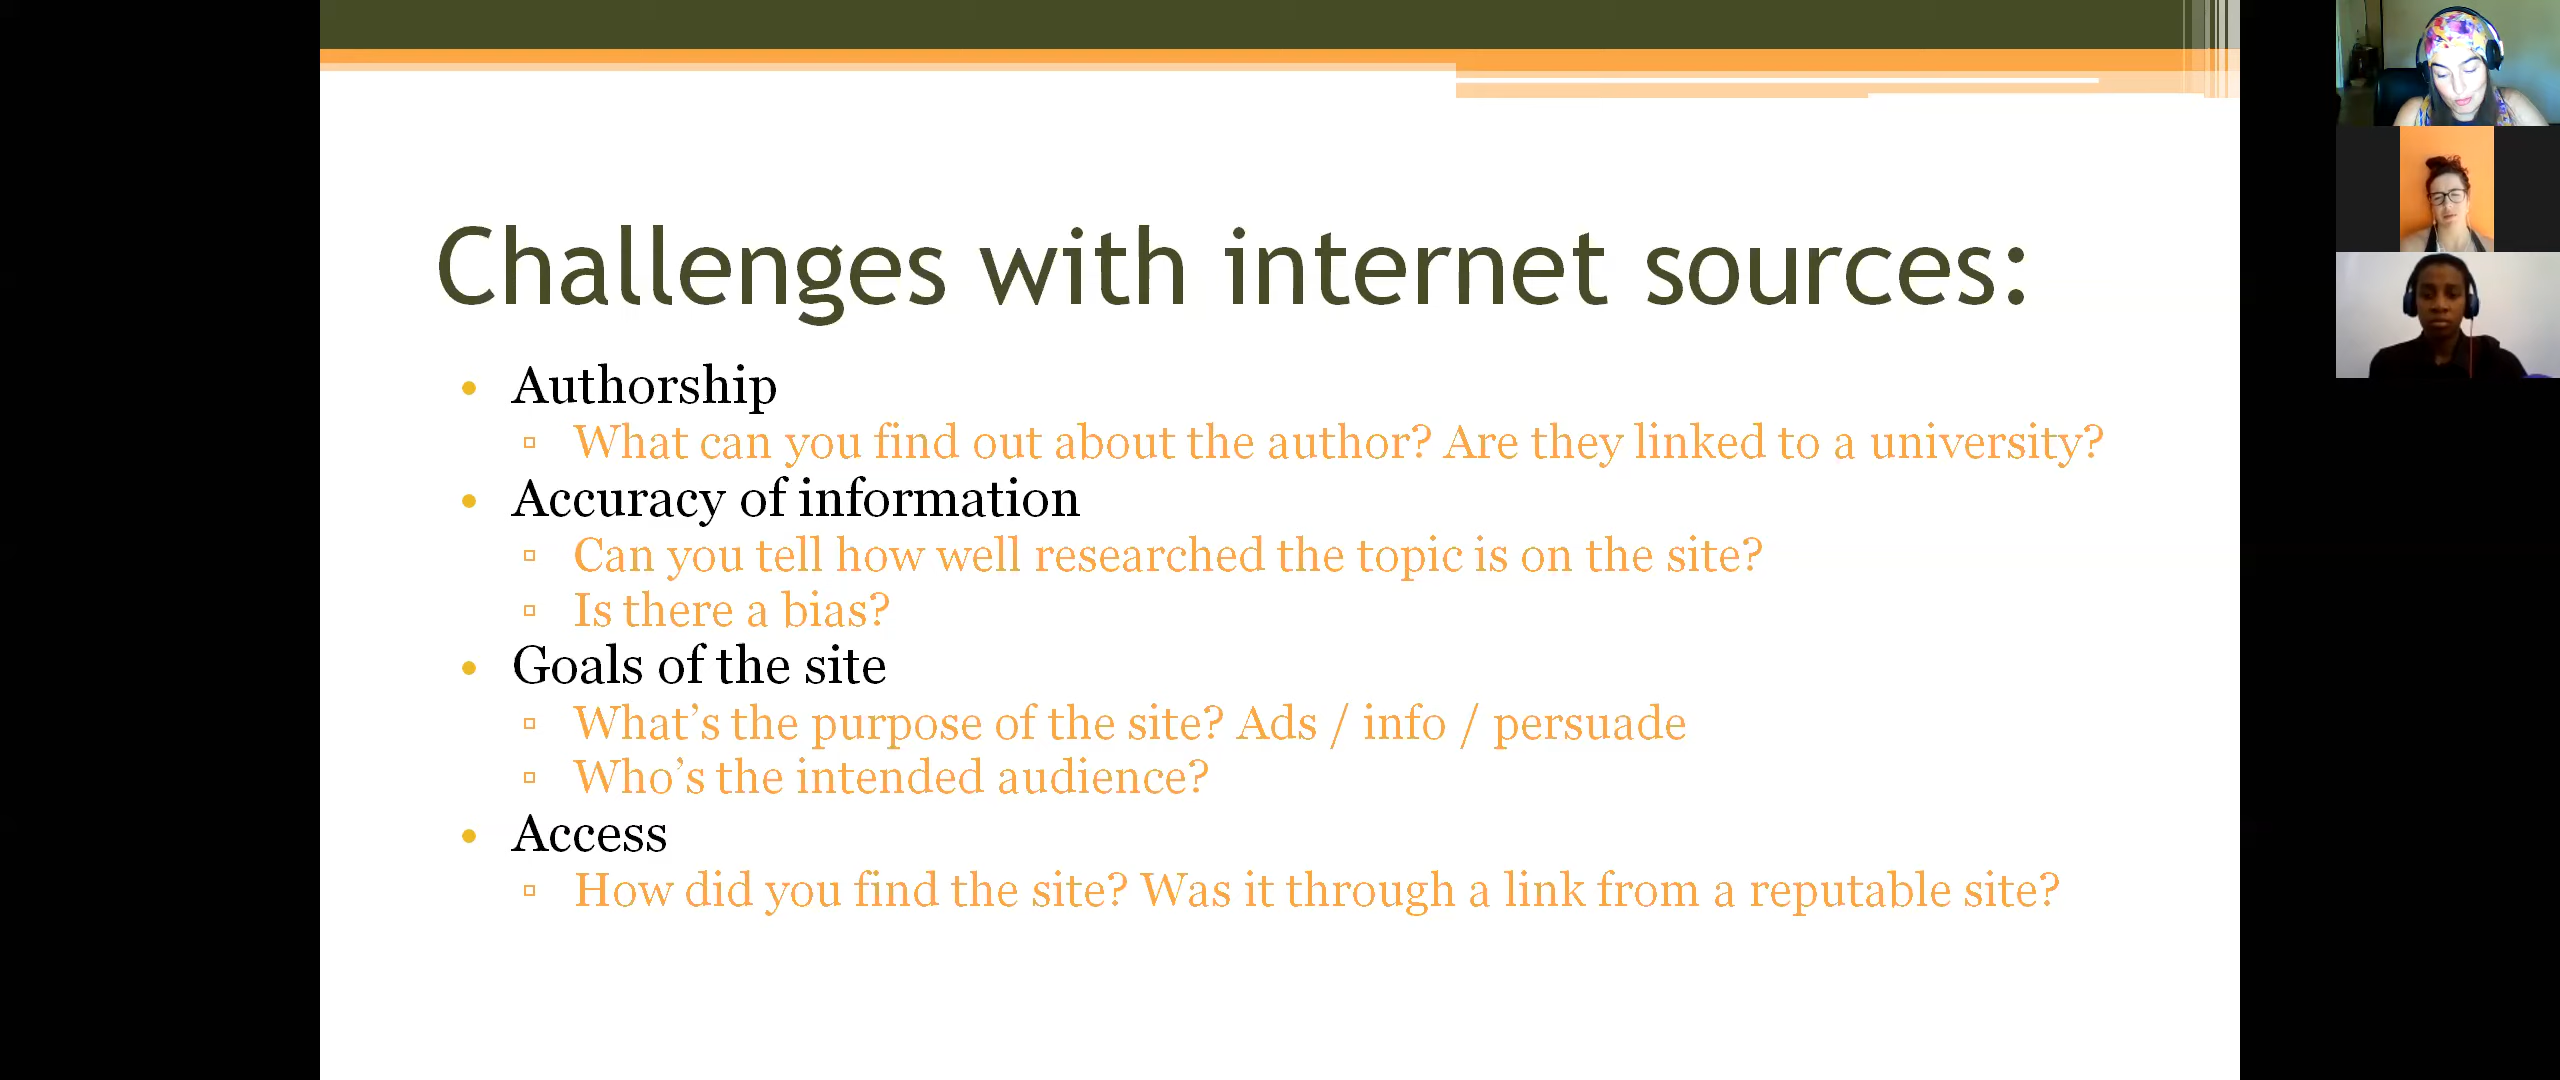 Challenges with internet sources:
• Authorship
▫ What can you find out about the author? Are they linked to a university?
• Accuracy of information
▫ Can you tell how well researched the topic is on the site?
▫ Is there a bias?
• Goals of the site
▫ What’s the purpose of the site? Ads / info / persuade
▫ Who’s the intended audience?
• Access
▫ How did you find the site? Was it through a link from a reputable site?